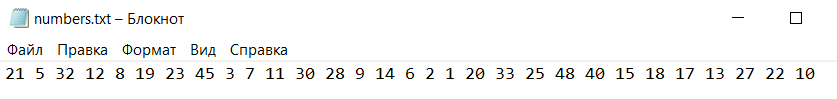 numbers.txt – Блокнот
Файл Правка Формат Вид Справка
21 5 32 12 8 19 23 45 3 7 11 30 28 9 14 6 2 1 20 33 25 48 40 15 18 17 13 27 22 10